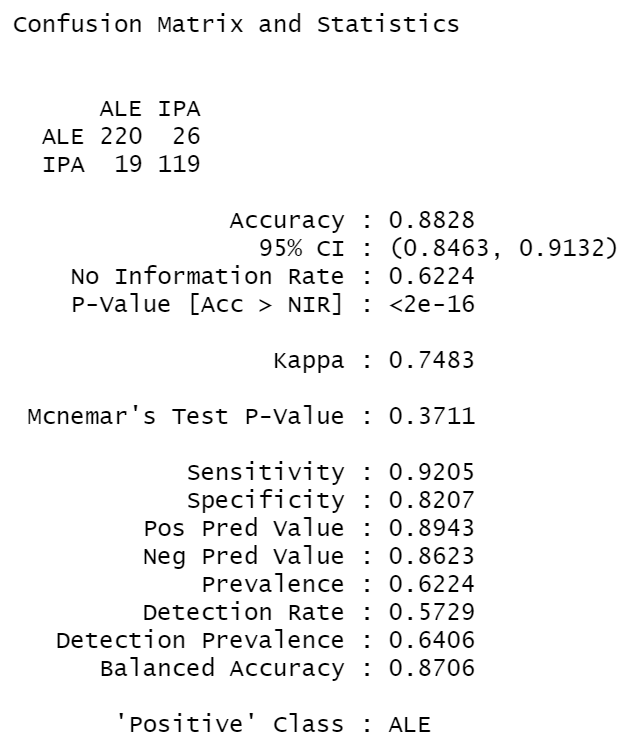 Confusion Matrix and Statistics
ALE IPA
ALE 220 26
IPA 19 119
Accuracy : 0.8828
95% CI : (0.8463, 0.9132)
No Information Rate : 0.6224
P-Value [Acc > NIR] : <2e-16
Kappa : 0.7483
Mcnemar's Test P-Value : 0.3711
Sensitivity : 0.9205
Specificity : 0.8207
Pos Pred Value : 0.8943
Neg Pred Value : 0.8623
Prevalence : 0.6224
Detection Rate : 0.5729
Detection Prevalence : 0.6406
Balanced Accuracy : 0.8706
'Positive' Class : ALE